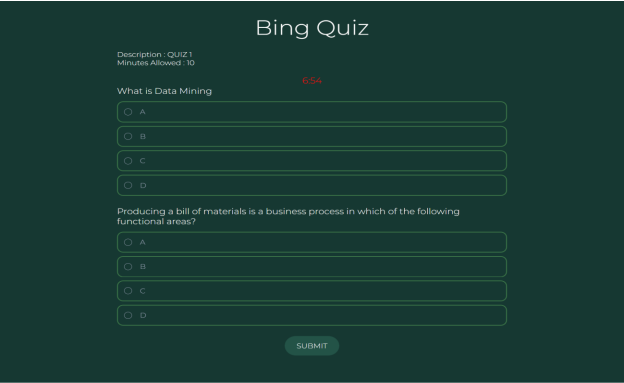 Bing Quiz
Description : QUIZ 1
Minutes Allowed : 10
6:54
What is Data Mining
A
B
C
D
Producing a bill of materials is a business process in which of the following
functional areas?
A
B
C
D
SUBMIT